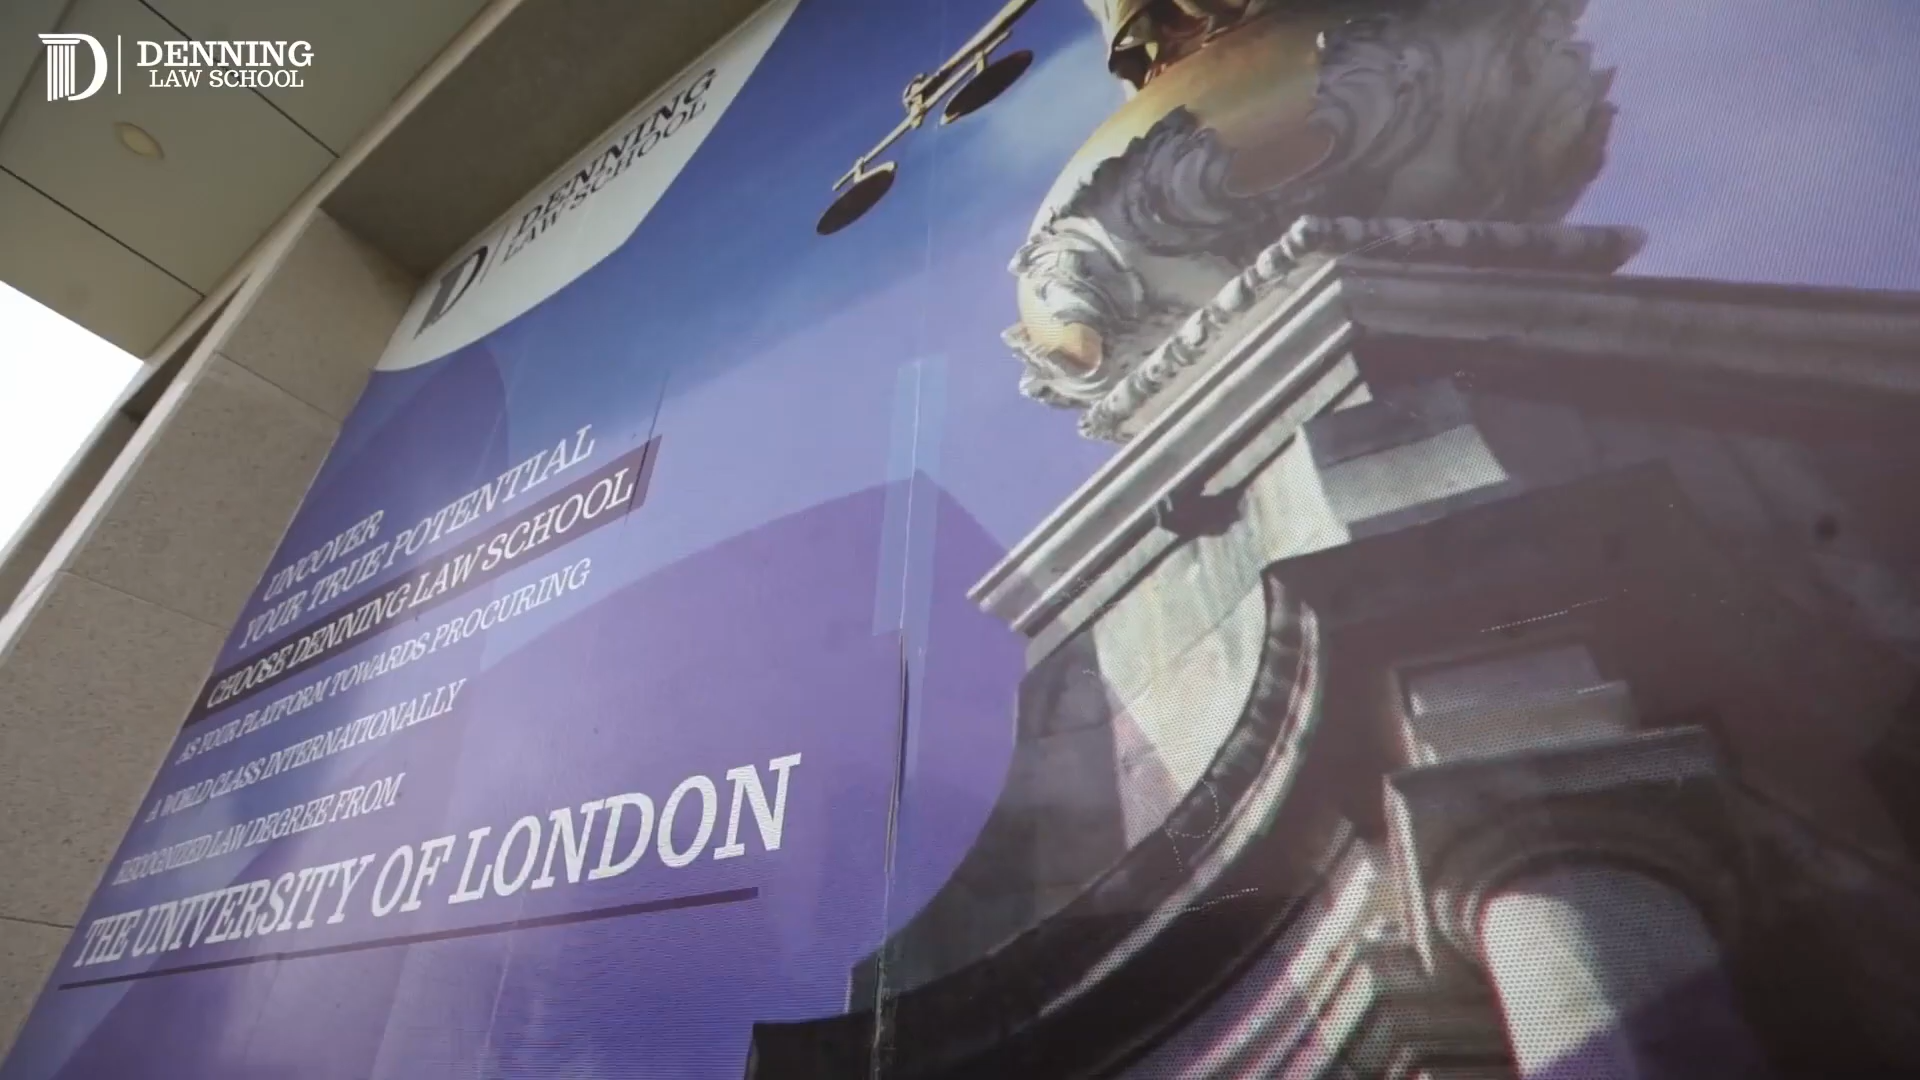 DENNING
LAW SCHOOL
DENNING
LAW SCHOOL
UNCOVER
YOUR TRUE POTENTIAL
CHOOSE DENNING LAW SCHOOL
AS YOUR PLATFORM TOWARDS PROCURING
A WORLD CLASS INTERNATIONALLY
RECOGNIZED LAW DEGREE FROM
THE UNIVERSITY OF LONDON